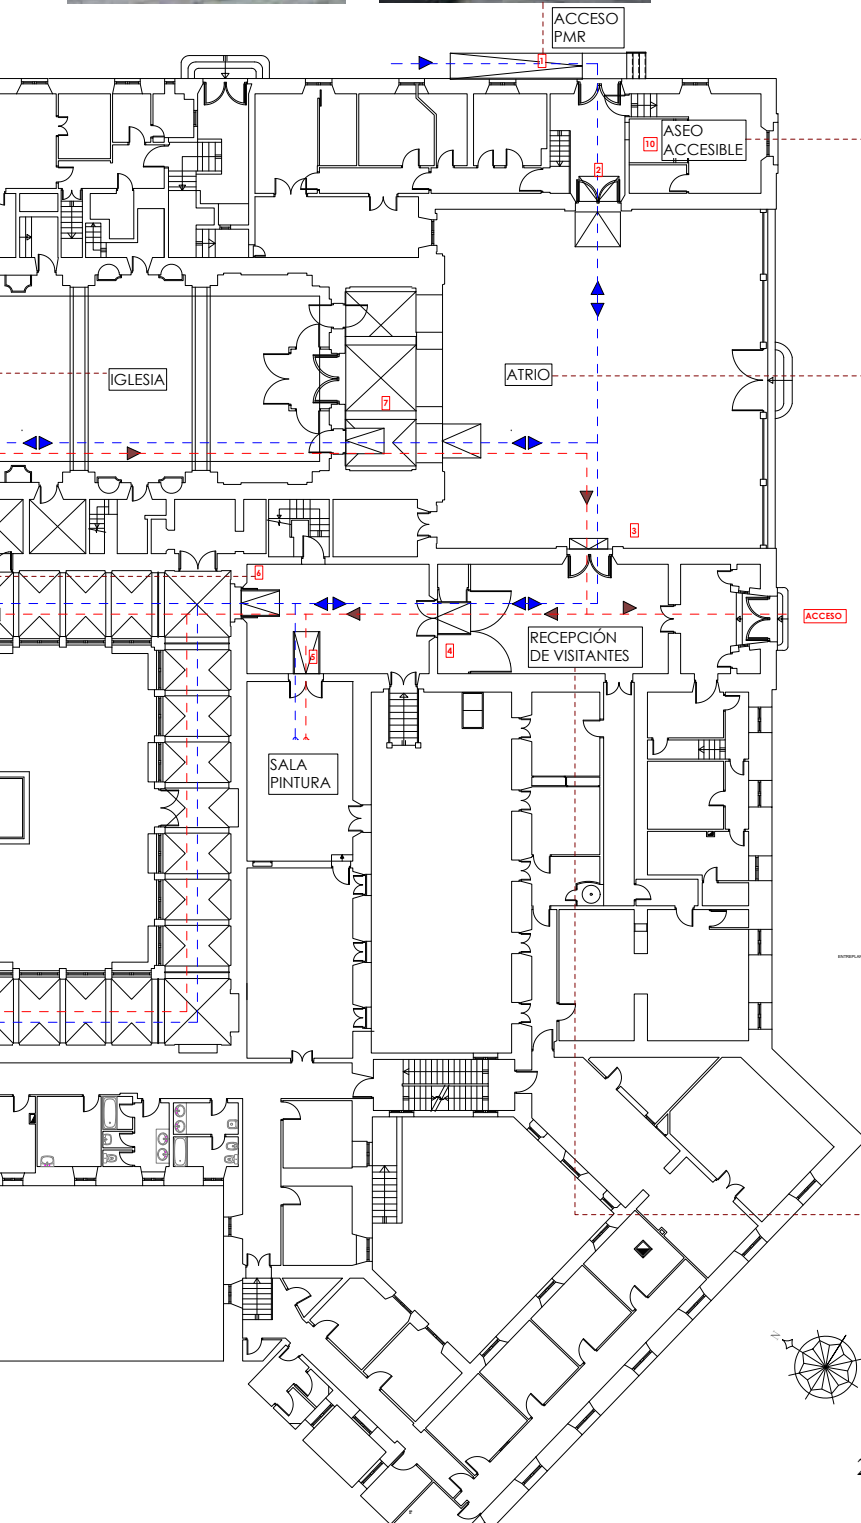 ACCESO
PMR
1
ASEO
ACCESIBLE
10
2
IGLESIA
ATRIO
7
3
6
ACCESO
RECEPCIÓN
DE VISITANTES
4
5
SALA
PINTURA
N
2